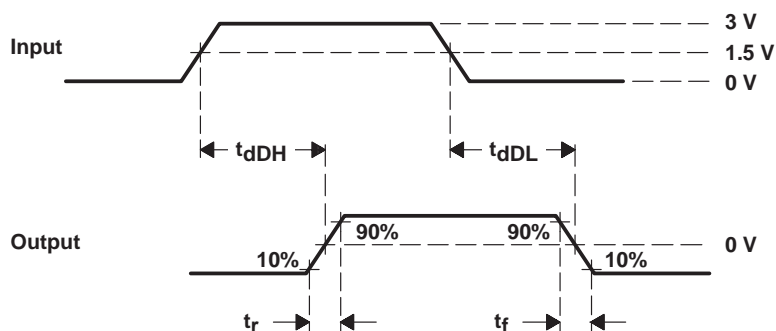 3 V
Input
1.5 V
0 V
tdDH
tdDL
Output
90%
90%
0 V
10%
10%
tr
tf